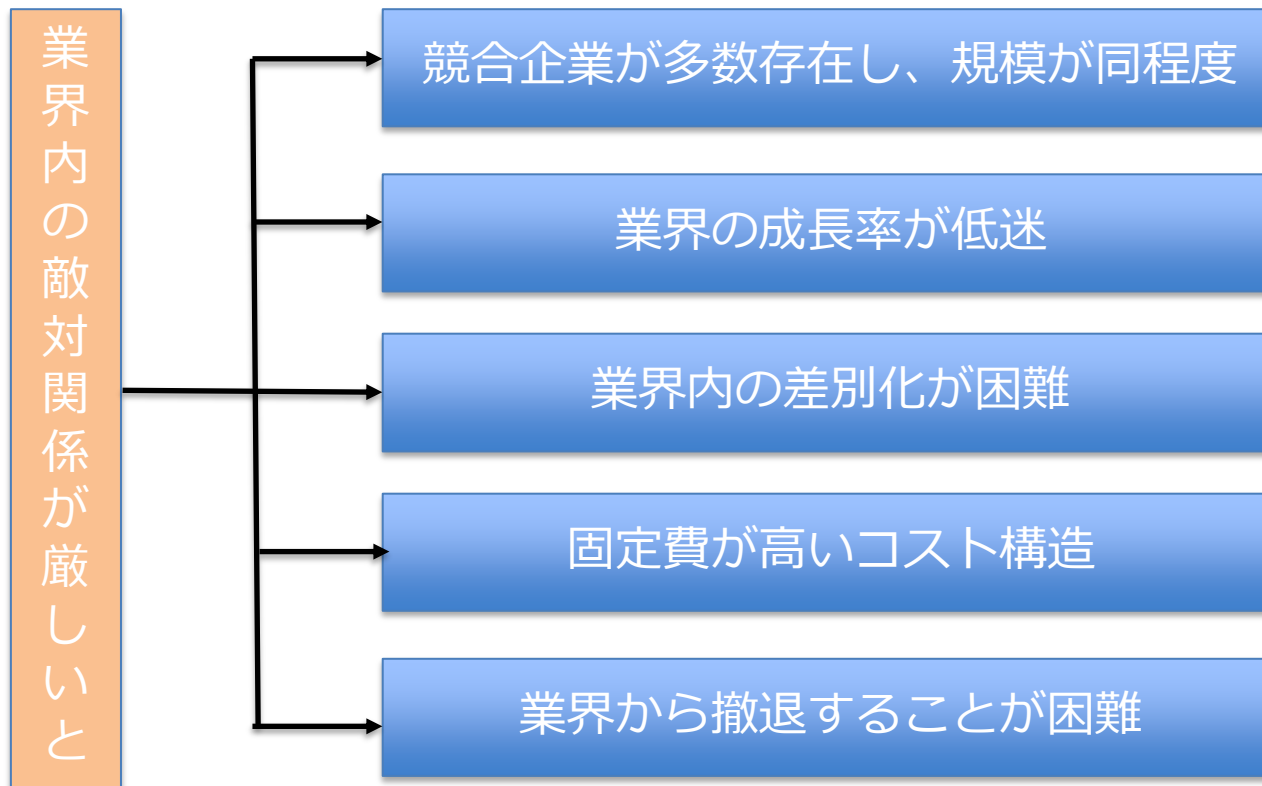 業界内の敵対関係が厳しいと
競合企業が多数存在し、規模が同程度
業界の成長率が低迷
業界内の差別化が困難
固定費が高いコスト構造
業界から撤退することが困難